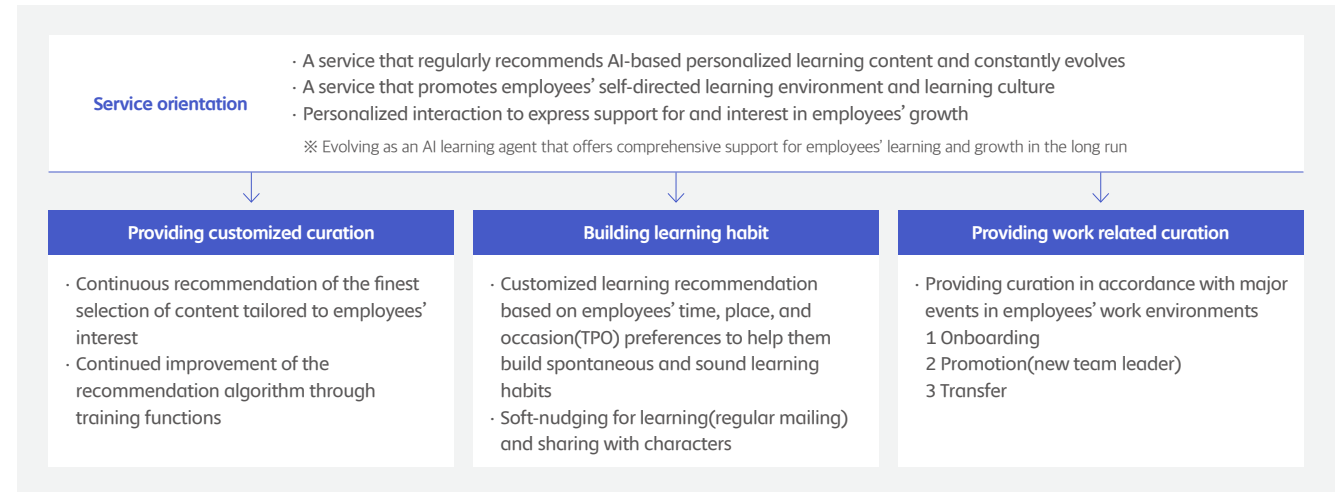 Service orientation
· A service that regularly recommends AI-based personalized learning content and constantly evolves
· A service that promotes employees’ self-directed learning environment and learning culture
· Personalized interaction to express support for and interest in employees’ growth
※ Evolving as an AI learning agent that offers comprehensive support for employees’ learning and growth in the long run
Providing customized curation
· Continuous recommendation of the finest
selection of content tailored to employees’
interest
· Continued improvement of the
recommendation algorithm through
training functions
Building learning habit
· Customized learning recommendation
based on employees’ time, place, and
occasion(TPO) preferences to help them
build spontaneous and sound learning
habits
· Soft-nudging for learning(regular mailing)
and sharing with characters
Providing work related curation
· Providing curation in accordance with major
events in employees’ work environments
1 Onboarding
2 Promotion(new team leader)
3 Transfer